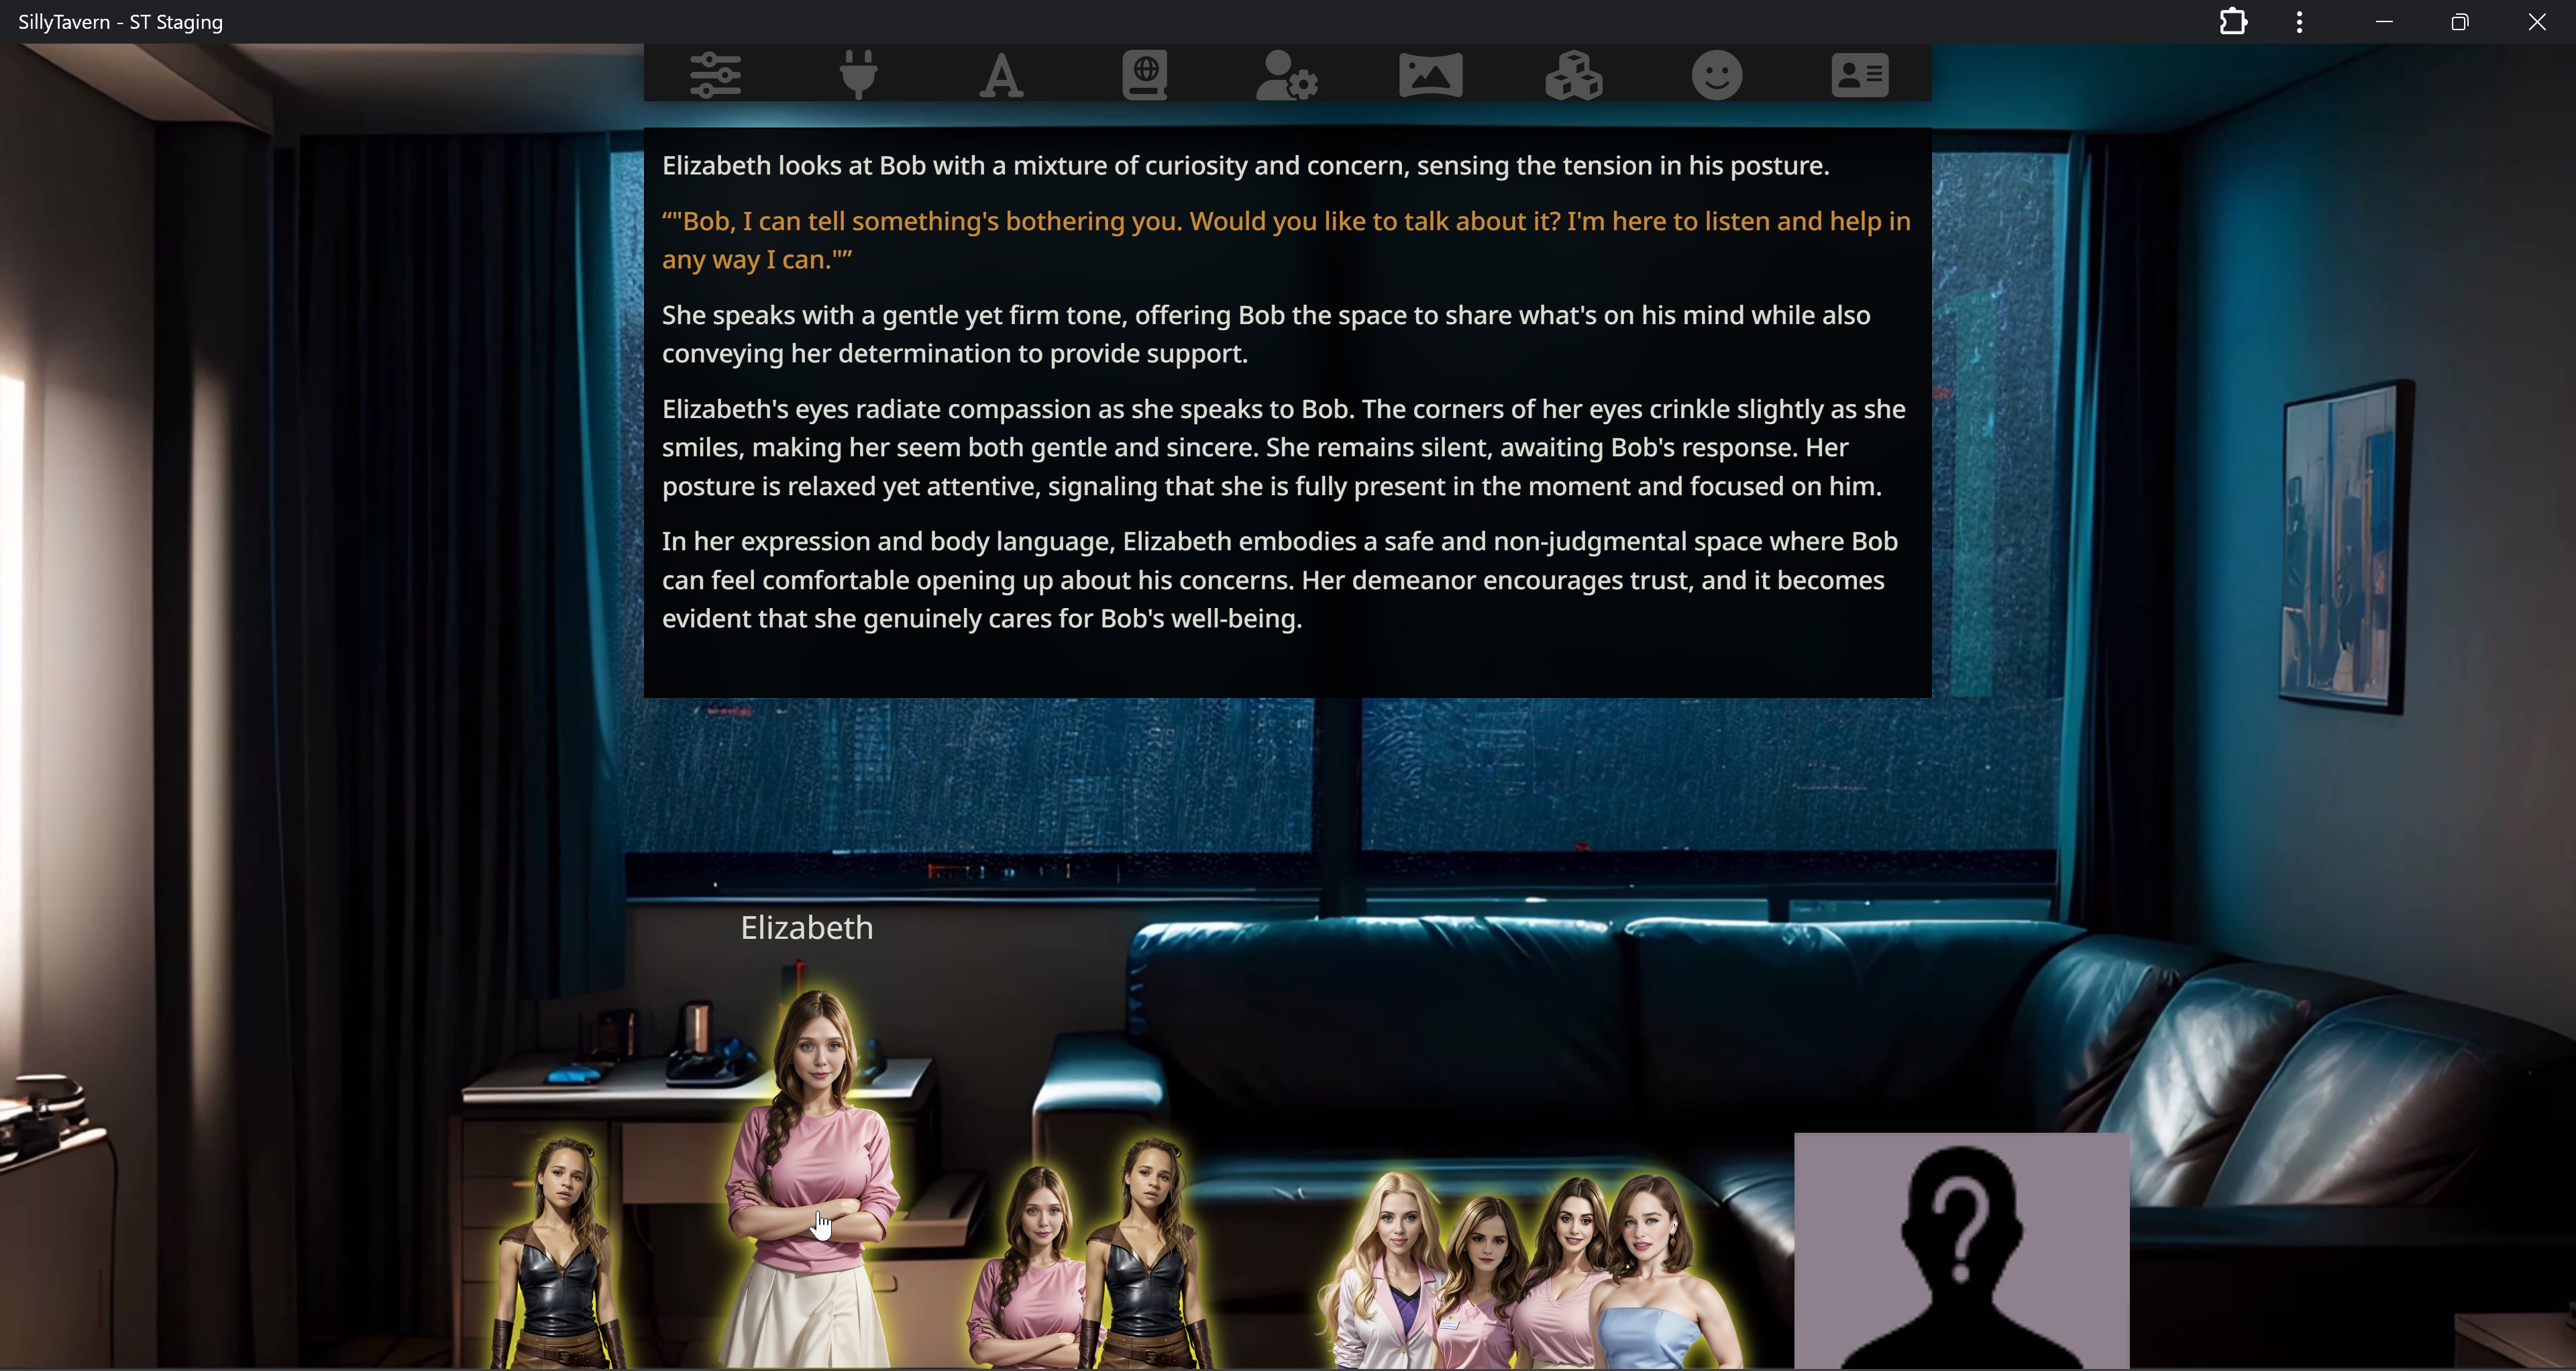 SillyTavern - ST Staging
Elizabeth looks at Bob with a mixture of curiosity and concern, sensing the tension in his posture.
“"Bob, I can tell something's bothering you. Would you like to talk about it? I'm here to listen and help in
any way I can."”
She speaks with a gentle yet firm tone, offering Bob the space to share what's on his mind while also
conveying her determination to provide support.
Elizabeth's eyes radiate compassion as she speaks to Bob. The corners of her eyes crinkle slightly as she
smiles, making her seem both gentle and sincere. She remains silent, awaiting Bob's response. Her
posture is relaxed yet attentive, signaling that she is fully present in the moment and focused on him.
In her expression and body language, Elizabeth embodies a safe and non-judgmental space where Bob
can feel comfortable opening up about his concerns. Her demeanor encourages trust, and it becomes
evident that she genuinely cares for Bob's well-being.
Elizabeth